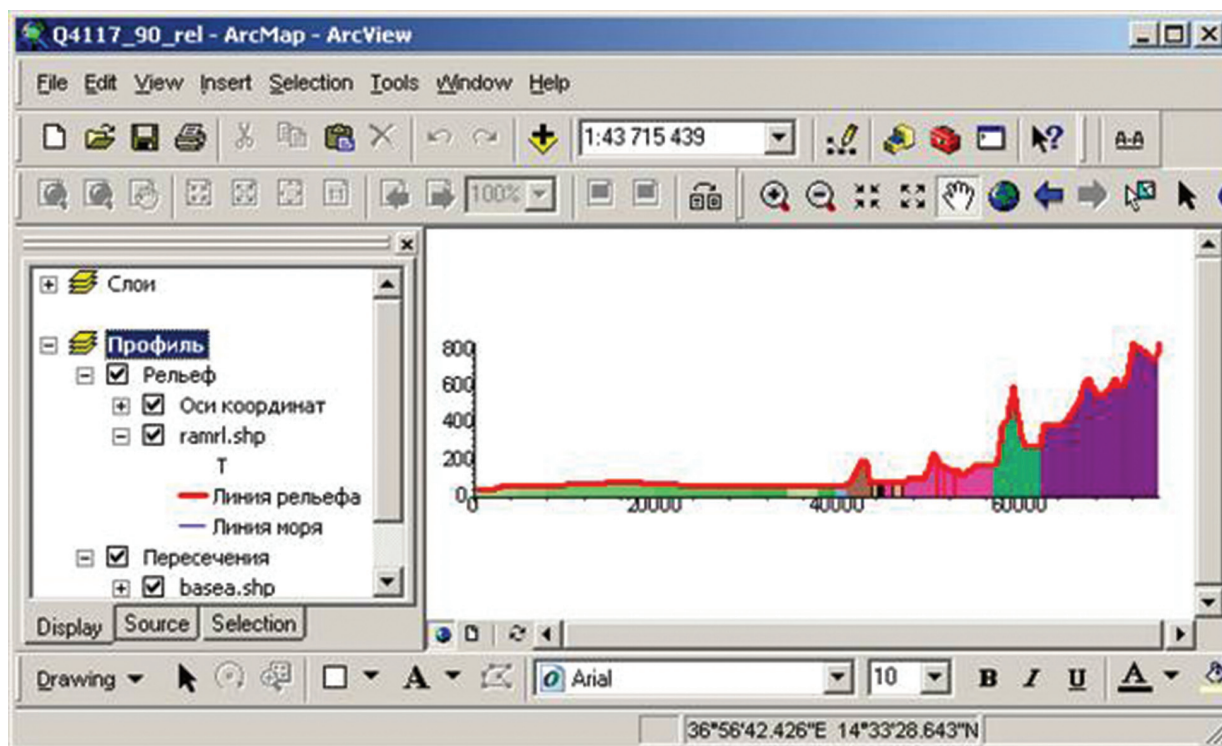 Q4117_90_rel - ArcMap - ArcView
File Edit View Insert Selection Tools Window Help
1:43 715 439
A-A
100%
1:1
Слои
Профиль
Рельеф
Оси координат
ramrl.shp
T
Линия рельефа
Линия моря
Пересечения
basea.shp
Display Source Selection
800
600
400
200
0
0 20000 40000 60000
Drawing A Arial 10 B I U A
36°56'42.426"E 14°33'28.643"N